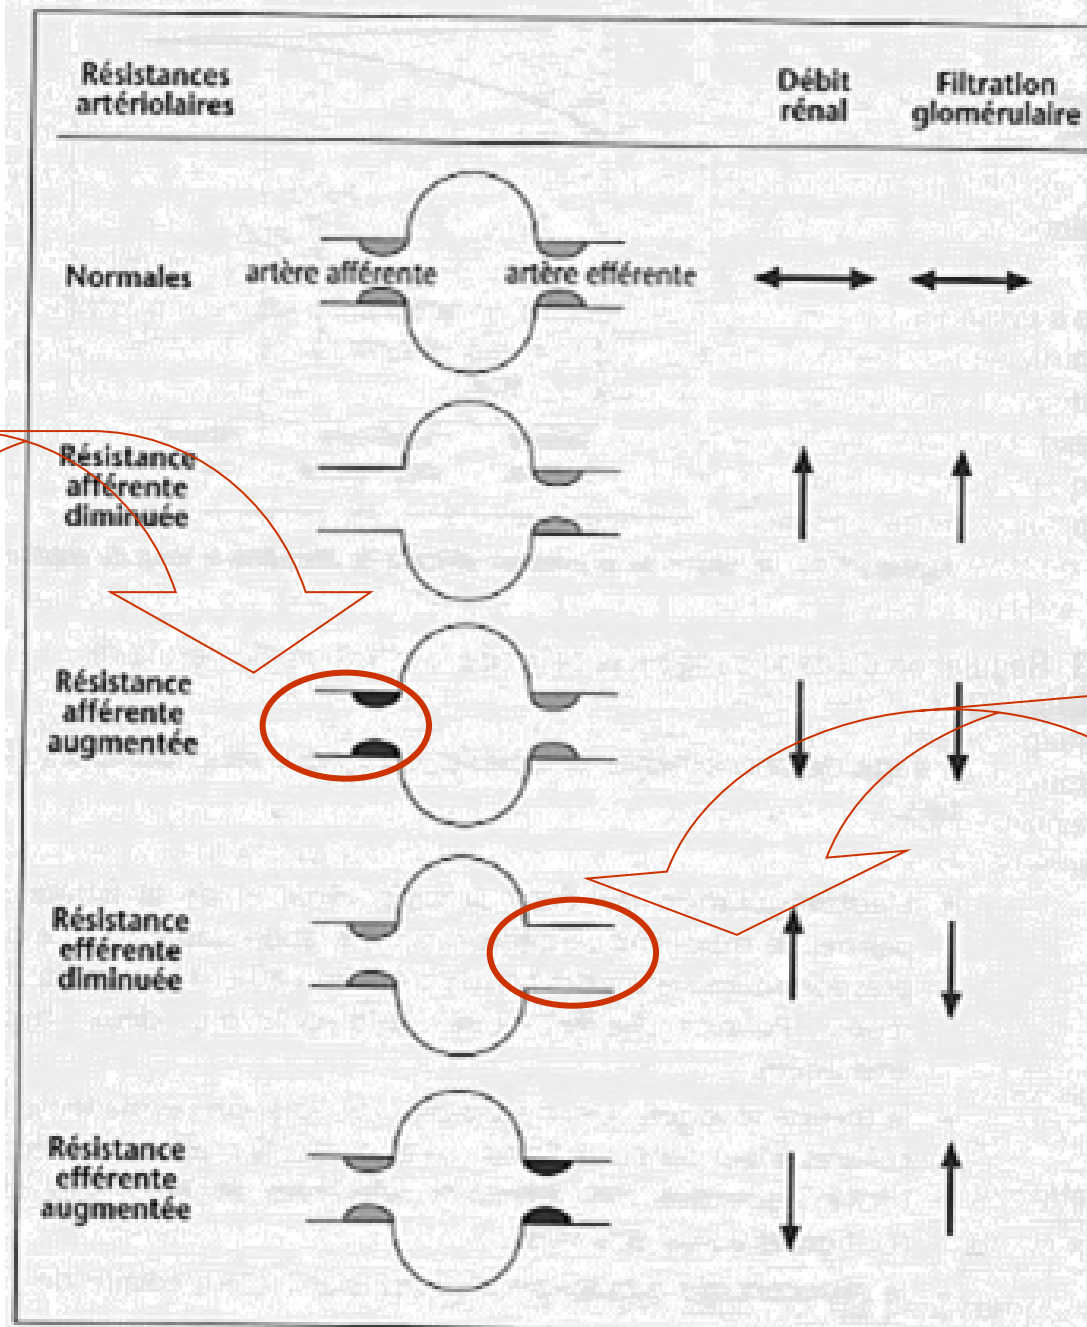 Résistances
artériolaires
Débit
rénal
Filtration
glomérulaire
Normales
artère afférente
artère efférente
Résistance
afférente
diminuée
Résistance
afférente
augmentée
Résistance
efférente
diminuée
Résistance
efférente
augmentée